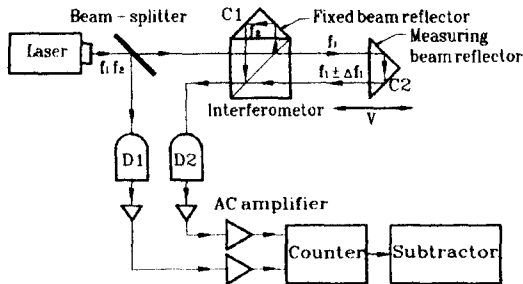 Beam-splitter
C1
Fixed beam reflector
Laser
f₁ f₂
f₂
f₁
Measuring
beam reflector
f₁ ± Δf₁
C2
Interferometor
V
D1
D2
AC amplifier
Counter
Subtractor